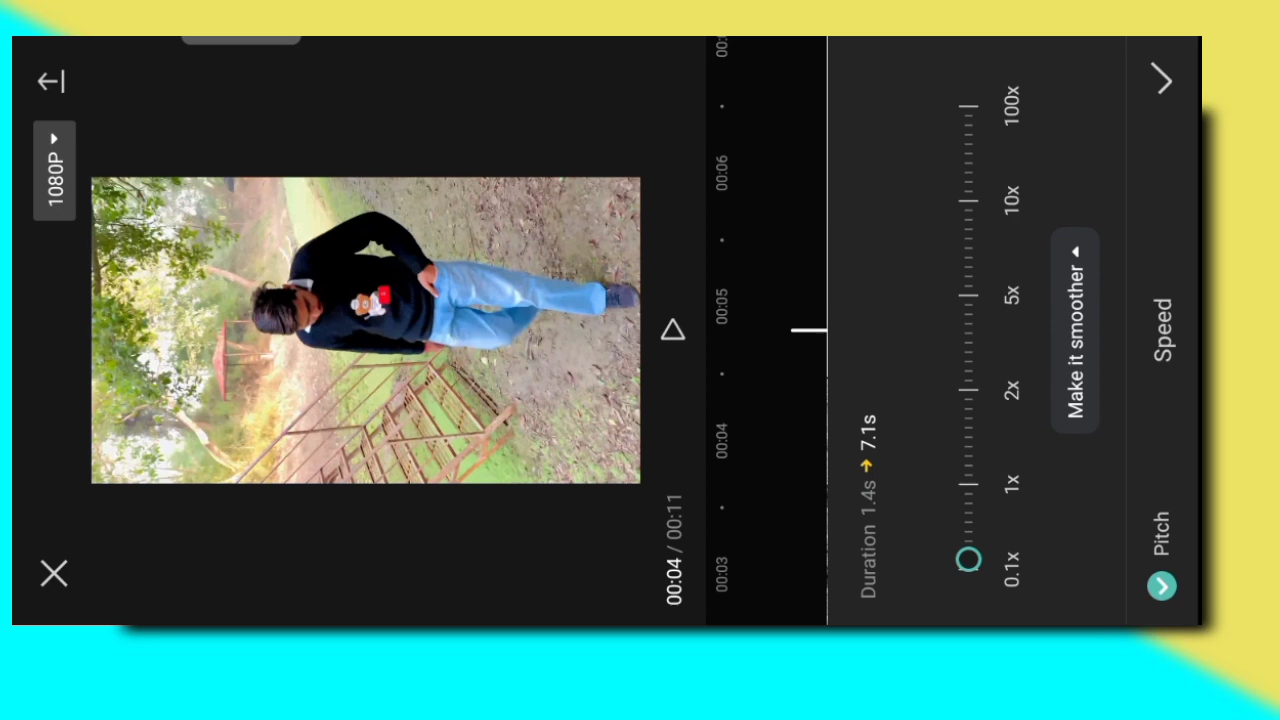 1080P
00:04 / 00:11
00:03
00:04
00:05
00:06
Duration 1.4s ➔ 7.1s
0.1x
1x
2x
5x
10x
100x
Make it smoother
Pitch
Speed